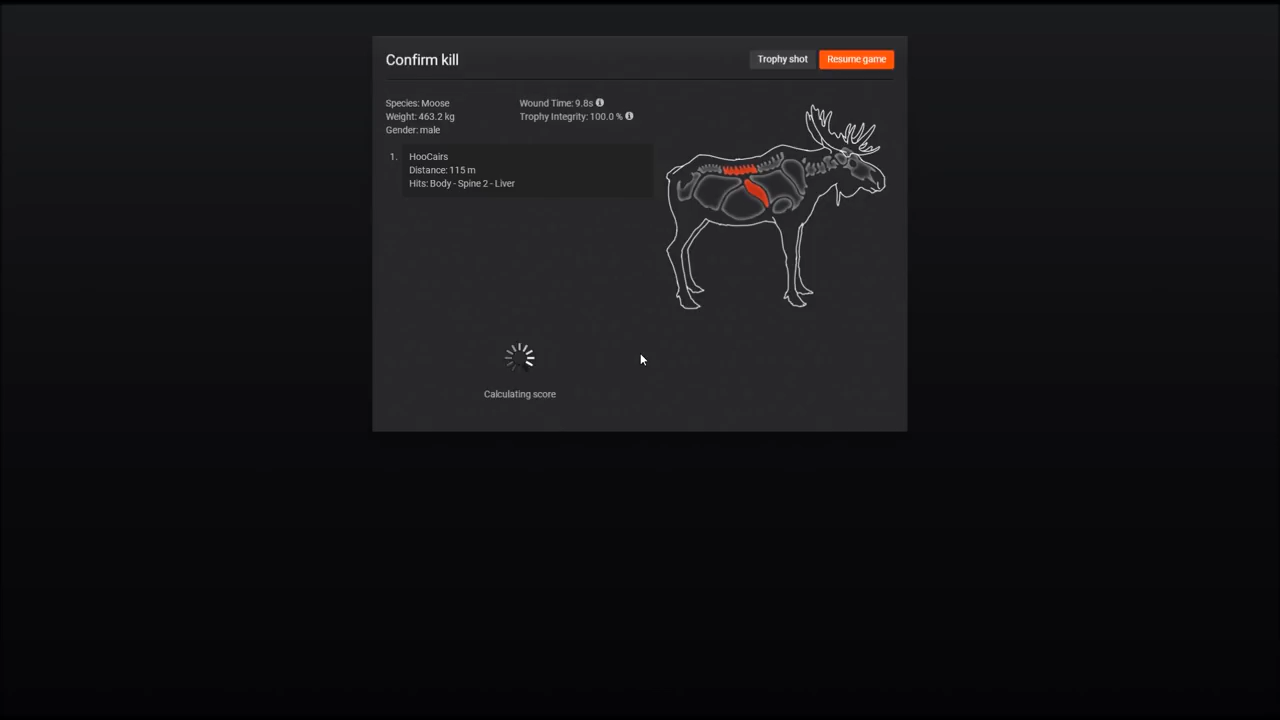 Confirm kill
Trophy shot
Resume game
Species: Moose
Weight: 463.2 kg
Gender: male
Wound Time: 9.8s
Trophy Integrity: 100.0 %
1.
HooCairs
Distance: 115 m
Hits: Body - Spine 2 - Liver
Calculating score